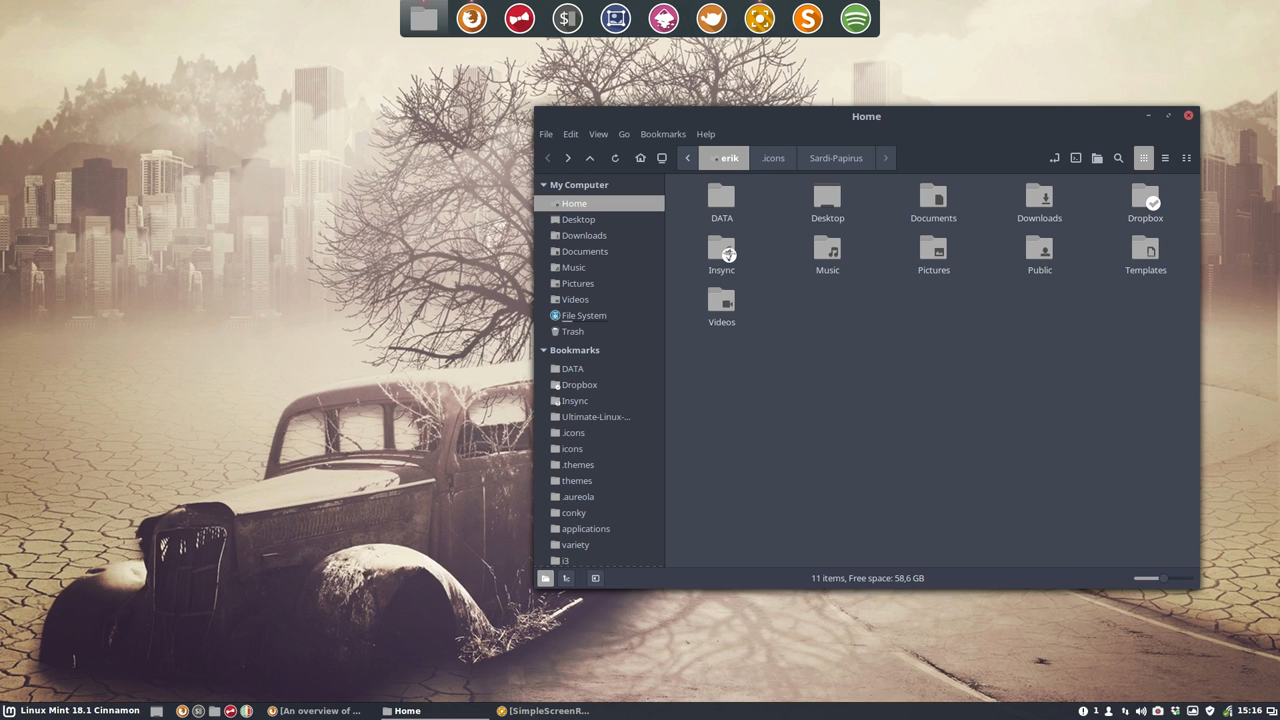 Home
File Edit View Go Bookmarks Help
erik .icons Sardi-Papirus
My Computer
Home
Desktop
Downloads
Documents
Music
Pictures
Videos
File System
Trash
Bookmarks
DATA
Dropbox
Insync
Ultimate-Linux-...
.icons
icons
.themes
themes
.aureola
conky
applications
variety
i3
DATA Desktop Documents Downloads Dropbox
Insync Music Pictures Public Templates
Videos
11 items, Free space: 58,6 GB
Linux Mint 18.1 Cinnamon [An overview of ... Home [SimpleScreenR... 1 15:16